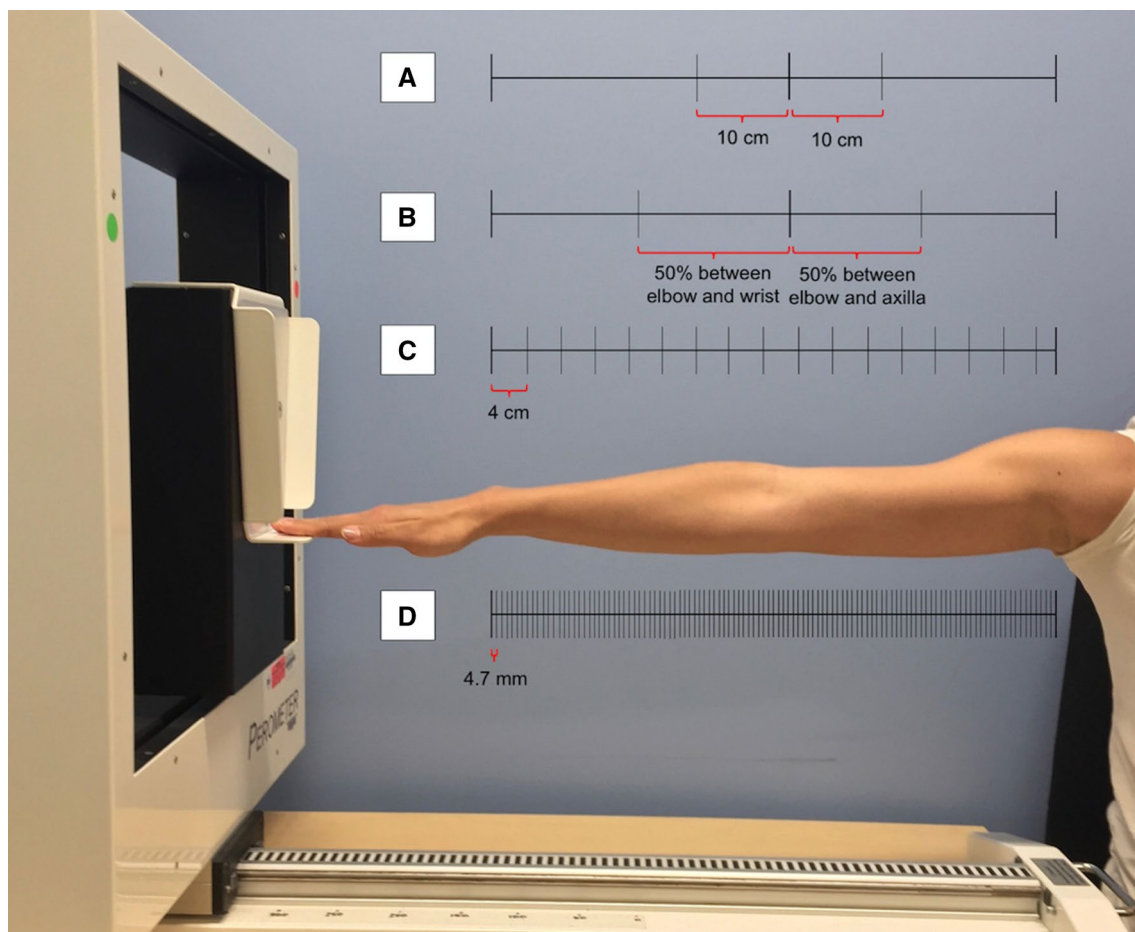 A
10 cm
10 cm
B
50% between
elbow and wrist
50% between
elbow and axilla
C
4 cm
D
4.7 mm
PEROMETER